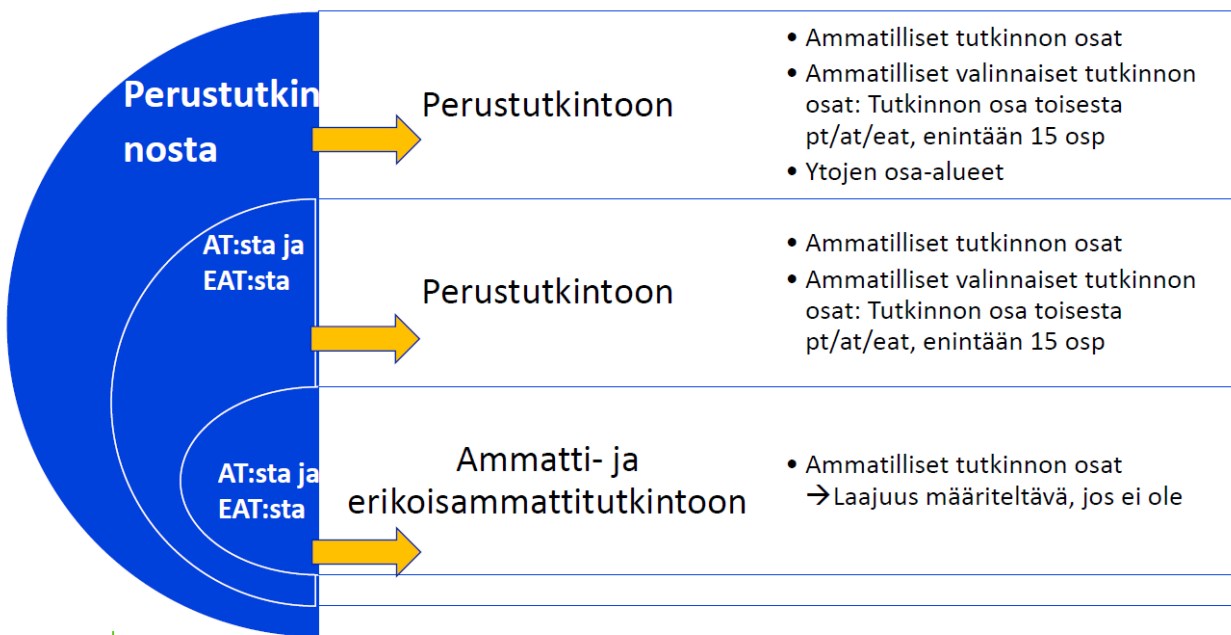 Perustutkin
nosta
Perustutkintoon
• Ammatilliset tutkinnon osat
• Ammatilliset valinnaiset tutkinnon
osat: Tutkinnon osa toisesta
pt/at/eat, enintään 15 osp
• Ytojen osa-alueet
AT:sta ja
EAT:sta
Perustutkintoon
• Ammatilliset tutkinnon osat
• Ammatilliset valinnaiset tutkinnon
osat: Tutkinnon osa toisesta
pt/at/eat, enintään 15 osp
AT:sta ja
EAT:sta
Ammatti- ja
erikoisammattitutkintoon
• Ammatilliset tutkinnon osat
→Laajuus määriteltävä, jos ei ole